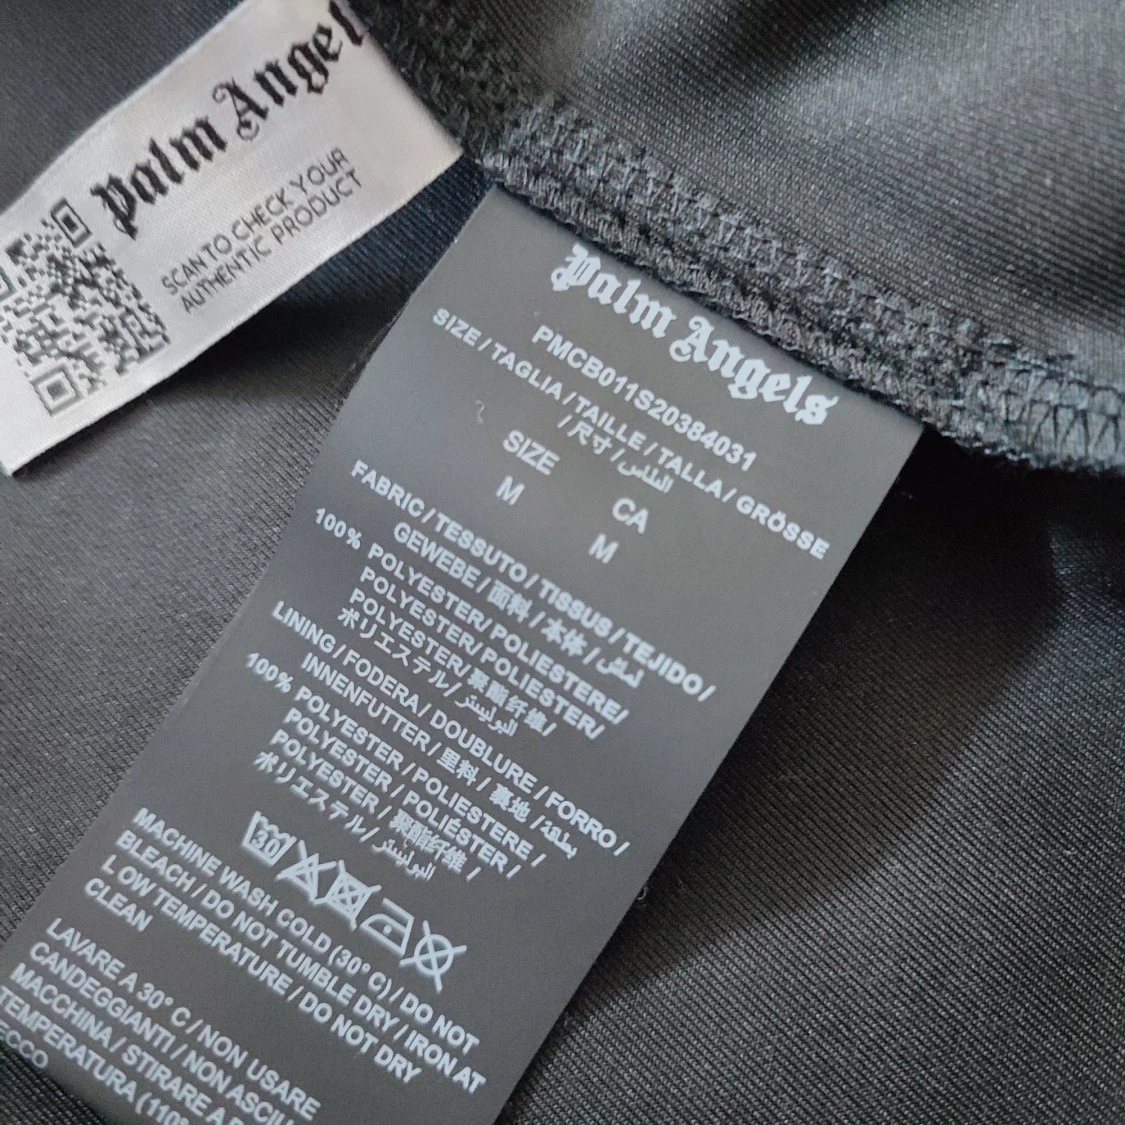 Palm Angel
SCAN TO CHECK YOUR
AUTHENTIC PRODUCT
Palm Angels
PMCB011S20384031
SIZE / TAGLIA / TAILLE / TALLA / GRÖSSE
/ 尺寸 /
SIZE CA
M M
FABRIC / TESSUTO / TISSUS / TEJIDO /
GEWEBE / 面料 / 本体 /
100% POLYESTER/ POLIESTERE/
POLYESTER/ POLIESTER/
POLYESTER/ 聚酯纤维/
ポリエステル/ البوليستر
LINING / FODERA / DOUBLURE / FORRO /
INNENFUTTER / 里料 / 裏地 / بطانة
100% POLYESTER / POLIESTERE /
POLYESTER / POLIÉSTER /
POLYESTER / 聚酯纤维 /
ポリエステル/ البوليستر
30
MACHINE WASH COLD (30° C) / DO NOT
BLEACH / DO NOT TUMBLE DRY / IRON AT
LOW TEMPERATURE / DO NOT DRY
CLEAN
LAVARE A 30° C / NON USARE
CANDEGGIANTI / NON ASCIU
MACCHINA / STIRARE A
TEMPERATURA (110°
ECCO